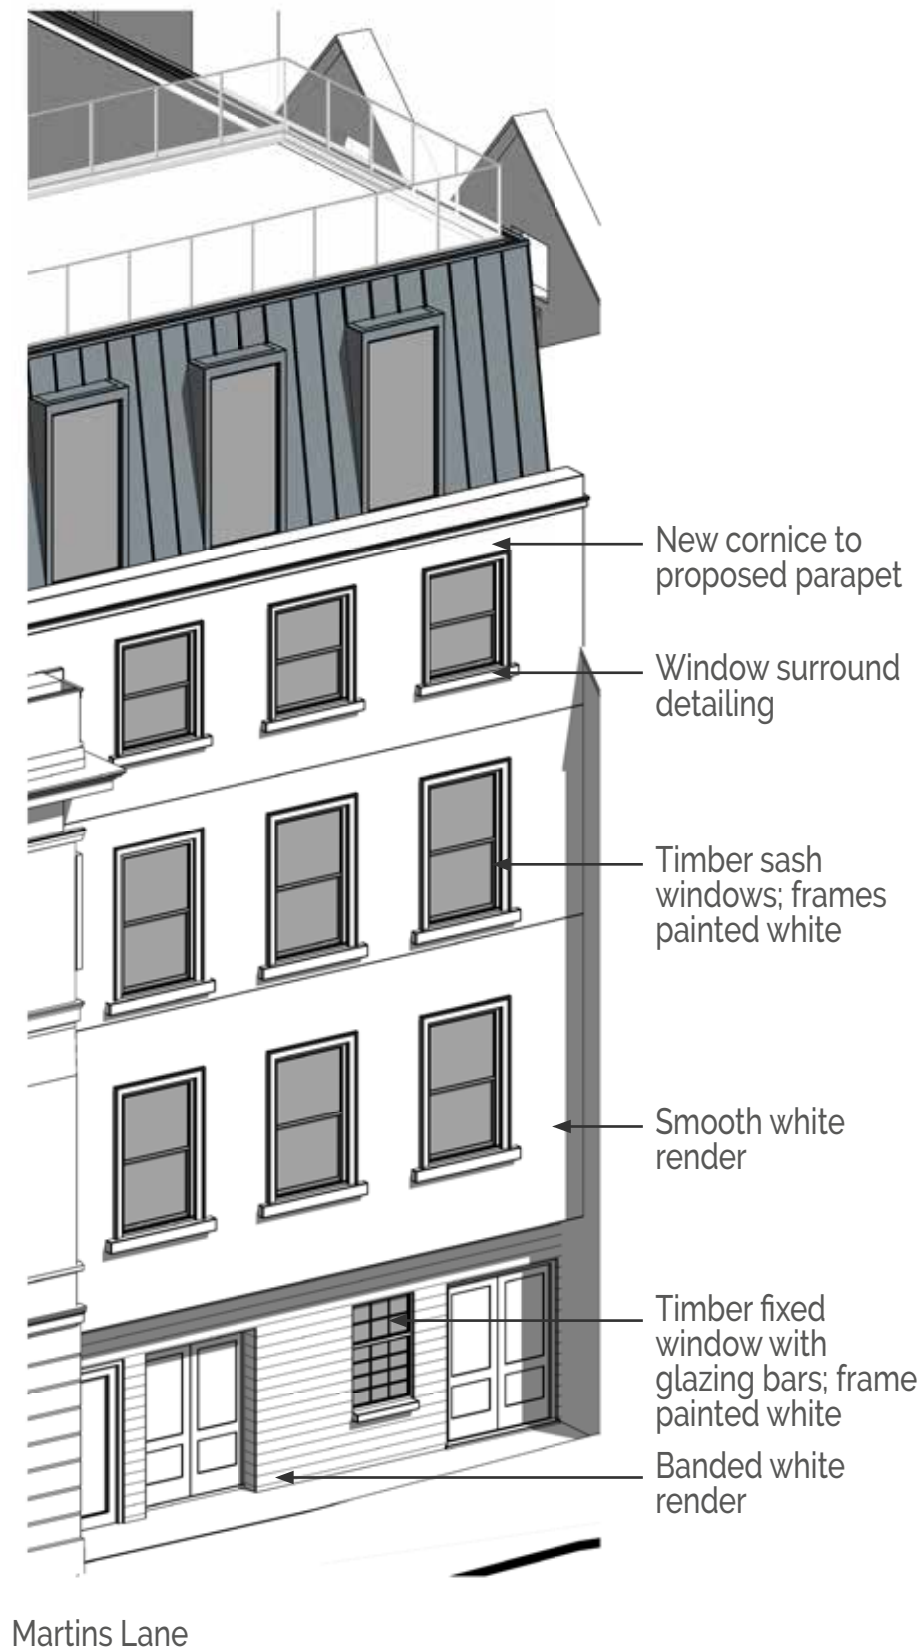 New cornice to
proposed parapet
Window surround
detailing
Timber sash
windows; frames
painted white
Smooth white
render
Timber fixed
window with
glazing bars; frame
painted white
Banded white
render
Martins Lane